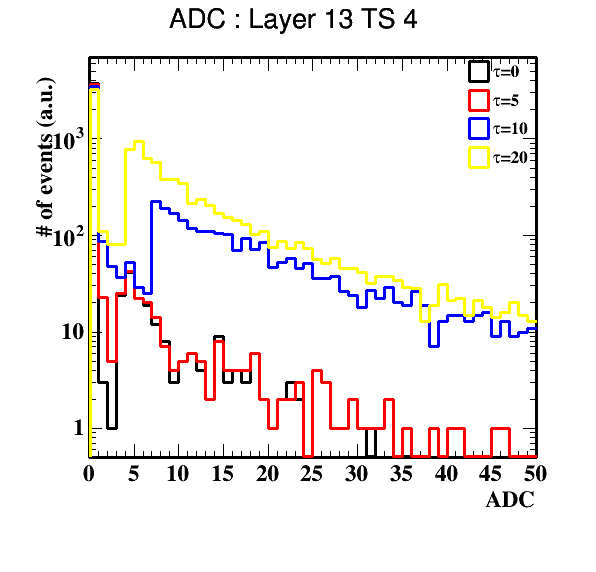 ADC : Layer 13 TS 4
# of events (a.u.)
10³
10²
10
1
τ=0
τ=5
τ=10
τ=20
0 5 10 15 20 25 30 35 40 45 50
ADC